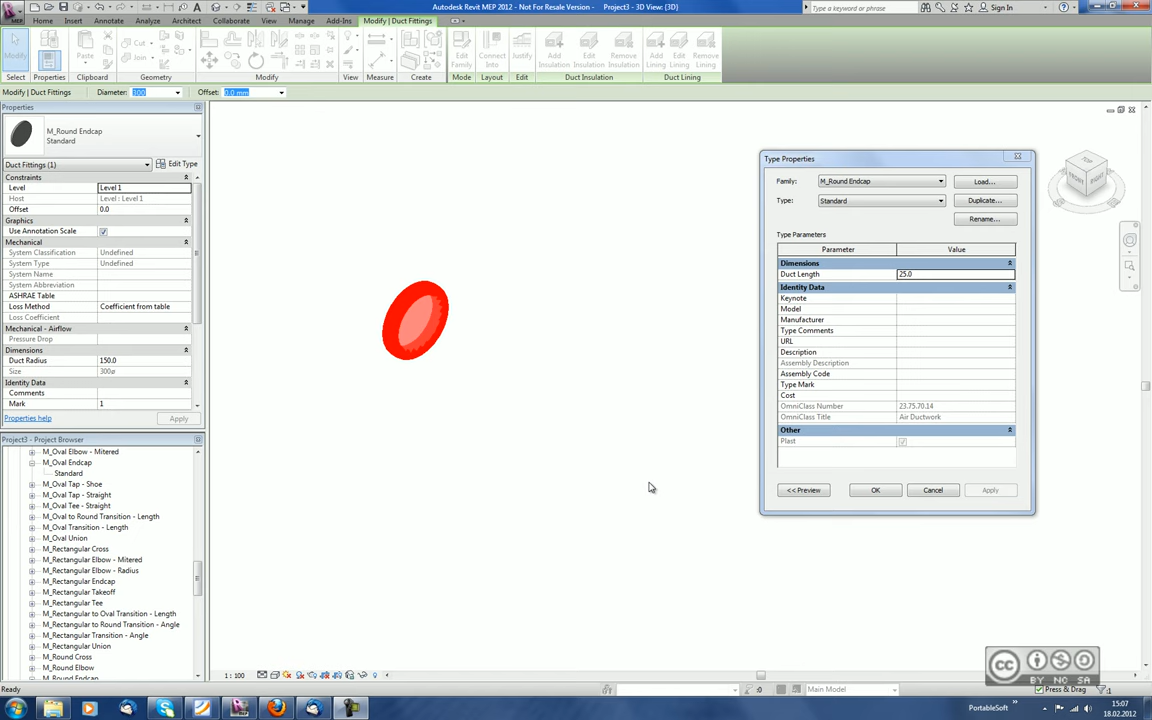 Autodesk Revit MEP 2012 - Not For Resale Version - Project3 - 3D View: {3D}
Type a keyword or phrase
Sign In
Home Insert Annotate Analyze Architect Collaborate View Manage Add-Ins Modify | Duct Fittings
Modify
Cut
Join
Paste
Edit Family
Connect Into
Justify
Add Insulation
Edit Insulation
Remove Insulation
Add Lining
Edit Lining
Remove Lining
Select Properties Clipboard Geometry Modify View Measure Create Mode Layout Edit Duct Insulation Duct Lining
Modify | Duct Fittings Diameter: 300 Offset: 0.0 mm
Properties
M_Round Endcap
Standard
Duct Fittings (1) Edit Type
Constraints
Level Level 1
Host Level : Level 1
Offset 0.0
Graphics
Use Annotation Scale
Mechanical
System Classification Undefined
System Type Undefined
System Name
System Abbreviation
ASHRAE Table
Loss Method Coefficient from table
Loss Coefficient
Mechanical - Airflow
Pressure Drop
Dimensions
Duct Radius 150.0
Size 300ø
Identity Data
Comments
Mark 1
Properties help Apply
Project3 - Project Browser
M_Oval Elbow - Mitered
M_Oval Endcap
Standard
M_Oval Tap - Shoe
M_Oval Tap - Straight
M_Oval Tee - Straight
M_Oval to Round Transition - Length
M_Oval Transition - Length
M_Oval Union
M_Rectangular Cross
M_Rectangular Elbow - Mitered
M_Rectangular Elbow - Radius
M_Rectangular Endcap
M_Rectangular Takeoff
M_Rectangular Tee
M_Rectangular to Oval Transition - Length
M_Rectangular to Round Transition - Angle
M_Rectangular Transition - Angle
M_Rectangular Union
M_Round Cross
M_Round Elbow
M_Round Endcap
Type Properties
Family: M_Round Endcap Load...
Type: Standard Duplicate...
Rename...
Type Parameters
Parameter Value
Dimensions
Duct Length 25.0
Identity Data
Keynote
Model
Manufacturer
Type Comments
URL
Description
Assembly Description
Assembly Code
Type Mark
Cost
OmniClass Number 23.75.70.14
OmniClass Title Air Ductwork
Other
Plast
<< Preview OK Cancel Apply
TOP
FRONT
RIGHT
1 : 100
Ready
:0
Main Model
Press & Drag
:1
CC BY NC SA
PortableSoft
15:07
18.02.2012